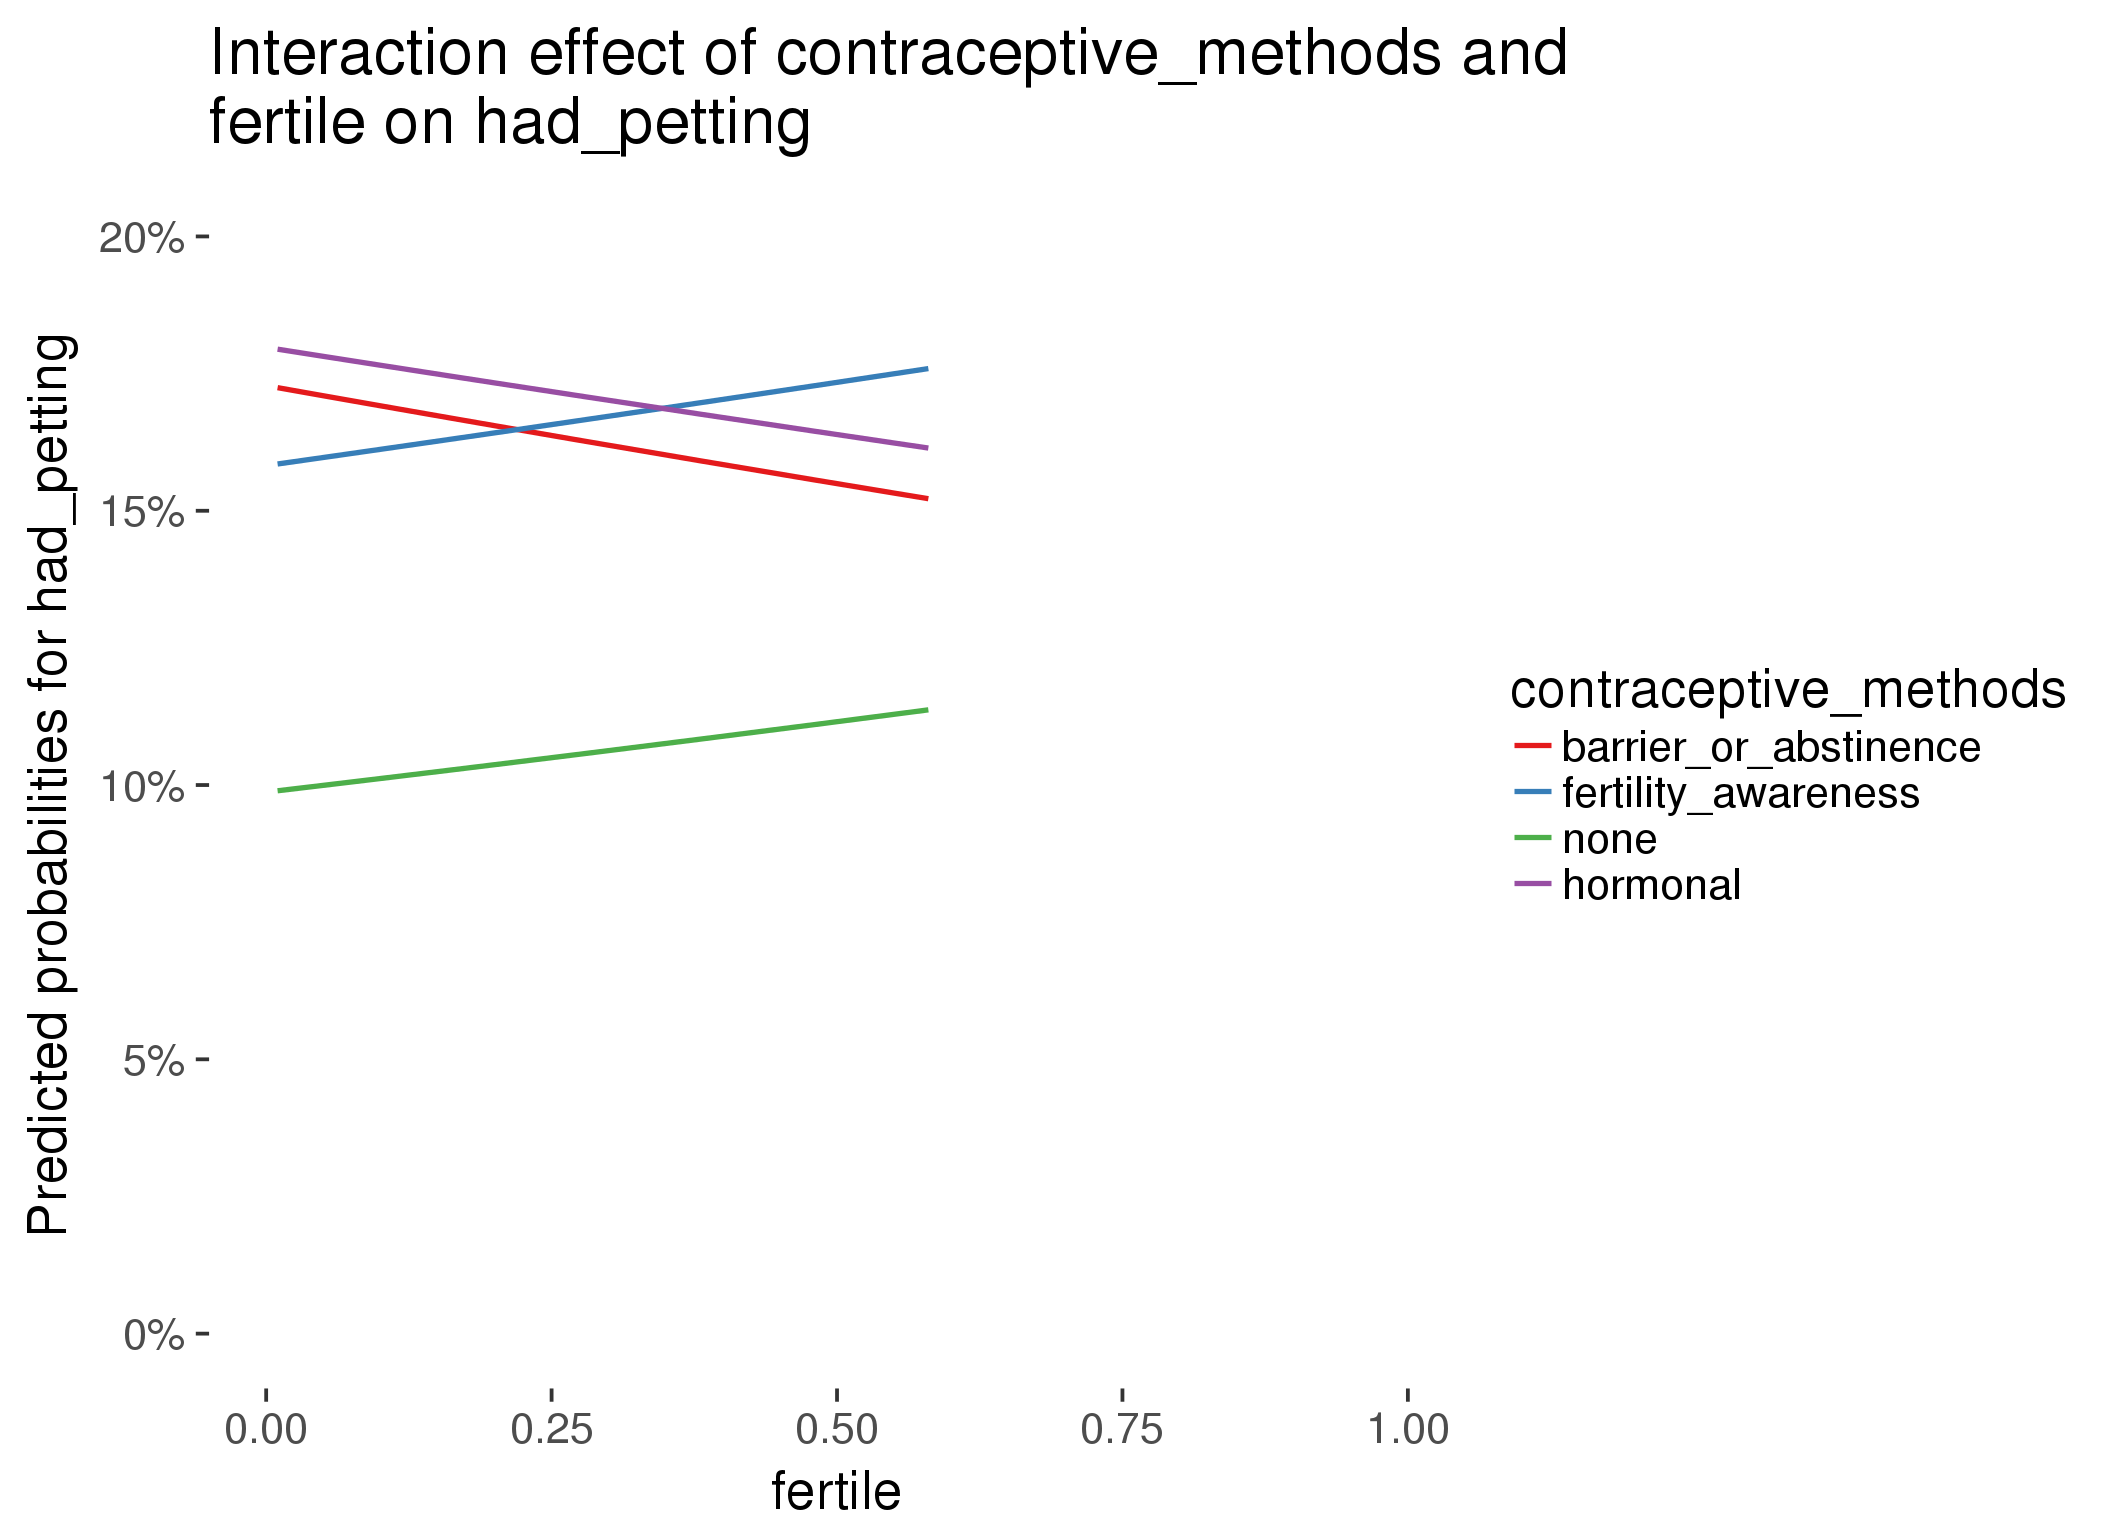 Interaction effect of contraceptive_methods and
fertile on had_petting
Predicted probabilities for had_petting
20%
15%
10%
5%
0%
0.00 0.25 0.50 0.75 1.00
fertile
contraceptive_methods
barrier_or_abstinence
fertility_awareness
none
hormonal